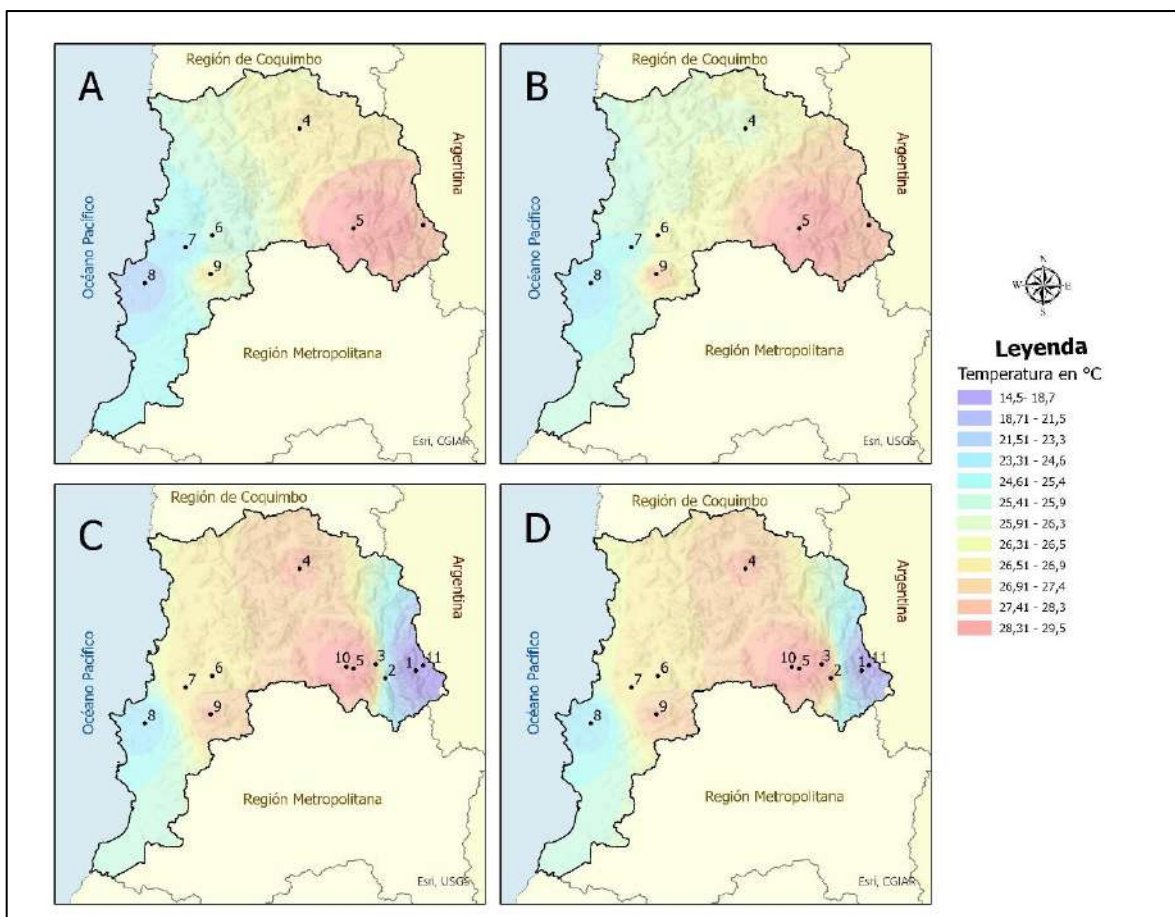 A
Región de Coquimbo
Argentina
Océano Pacífico
4
5
6
7
8
9
Región Metropolitana
Esri, CGIAR
B
Región de Coquimbo
Argentina
Océano Pacífico
4
5
6
7
8
9
Región Metropolitana
Esri, USGS
C
Región de Coquimbo
Argentina
Océano Pacífico
4
10
5
3
2
1
11
6
7
8
9
Región Metropolitana
Esri, USGS
D
Región de Coquimbo
Argentina
Océano Pacífico
4
10
5
3
2
1
11
6
7
8
9
Región Metropolitana
Esri, CGIAR
N
W
E
S
Leyenda
Temperatura en °C
14,5- 18,7
18,71 - 21,5
21,51 - 23,3
23,31 - 24,6
24,61 - 25,4
25,41 - 25,9
25,91 - 26,3
26,31 - 26,5
26,51 - 26,9
26,91 - 27,4
27,41 - 28,3
28,31 - 29,5